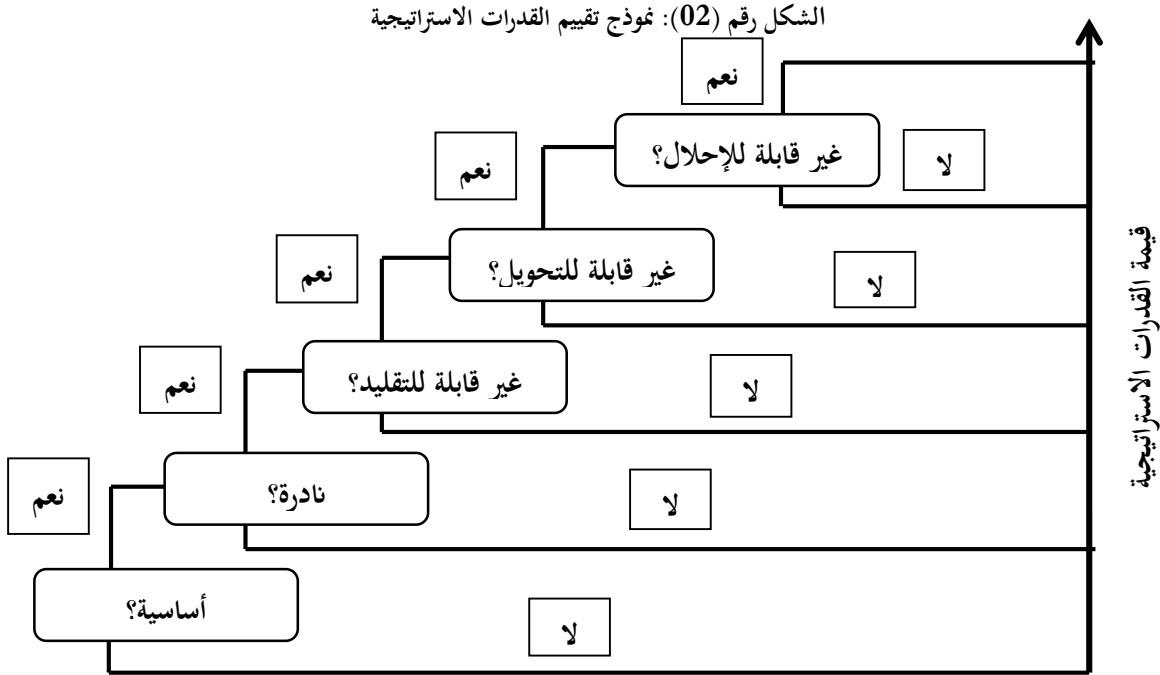 الشكل رقم (02): نموذج تقييم القدرات الاستراتيجية
نعم
غير قابلة للإحلال؟
لا
نعم
غير قابلة للتحويل؟
لا
نعم
غير قابلة للتقليد؟
لا
نعم
نادرة؟
لا
نعم
أساسية؟
لا
قيمة القدرات الاستراتيجية